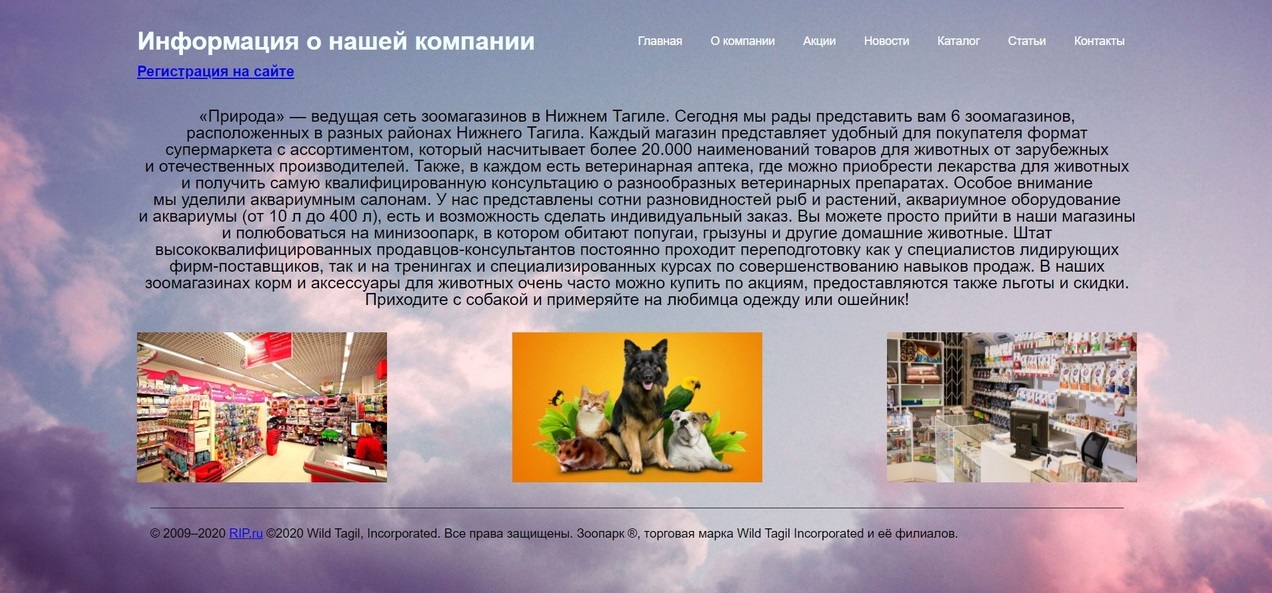 Информация о нашей компании
Главная О компании Акции Новости Каталог Статьи Контакты
Регистрация на сайте
«Природа» — ведущая сеть зоомагазинов в Нижнем Тагиле. Сегодня мы рады представить вам 6 зоомагазинов,
расположенных в разных районах Нижнего Тагила. Каждый магазин представляет удобный для покупателя формат
супермаркета с ассортиментом, который насчитывает более 20.000 наименований товаров для животных от зарубежных
и отечественных производителей. Также, в каждом есть ветеринарная аптека, где можно приобрести лекарства для животных
и получить самую квалифицированную консультацию о разнообразных ветеринарных препаратах. Особое внимание
мы уделили аквариумным салонам. У нас представлены сотни разновидностей рыб и растений, аквариумное оборудование
и аквариумы (от 10 л до 400 л), есть и возможность сделать индивидуальный заказ. Вы можете просто прийти в наши магазины
и полюбоваться на минизоопарк, в котором обитают попугаи, грызуны и другие домашние животные. Штат
высококвалифицированных продавцов-консультантов постоянно проходит переподготовку как у специалистов лидирующих
фирм-поставщиков, так и на тренингах и специализированных курсах по совершенствованию навыков продаж. В наших
зоомагазинах корм и аксессуары для животных очень часто можно купить по акциям, предоставляются также льготы и скидки.
Приходите с собакой и примеряйте на любимца одежду или ошейник!
© 2009–2020 RIP.ru ©2020 Wild Tagil, Incorporated. Все права защищены. Зоопарк ®, торговая марка Wild Tagil Incorporated и её филиалов.